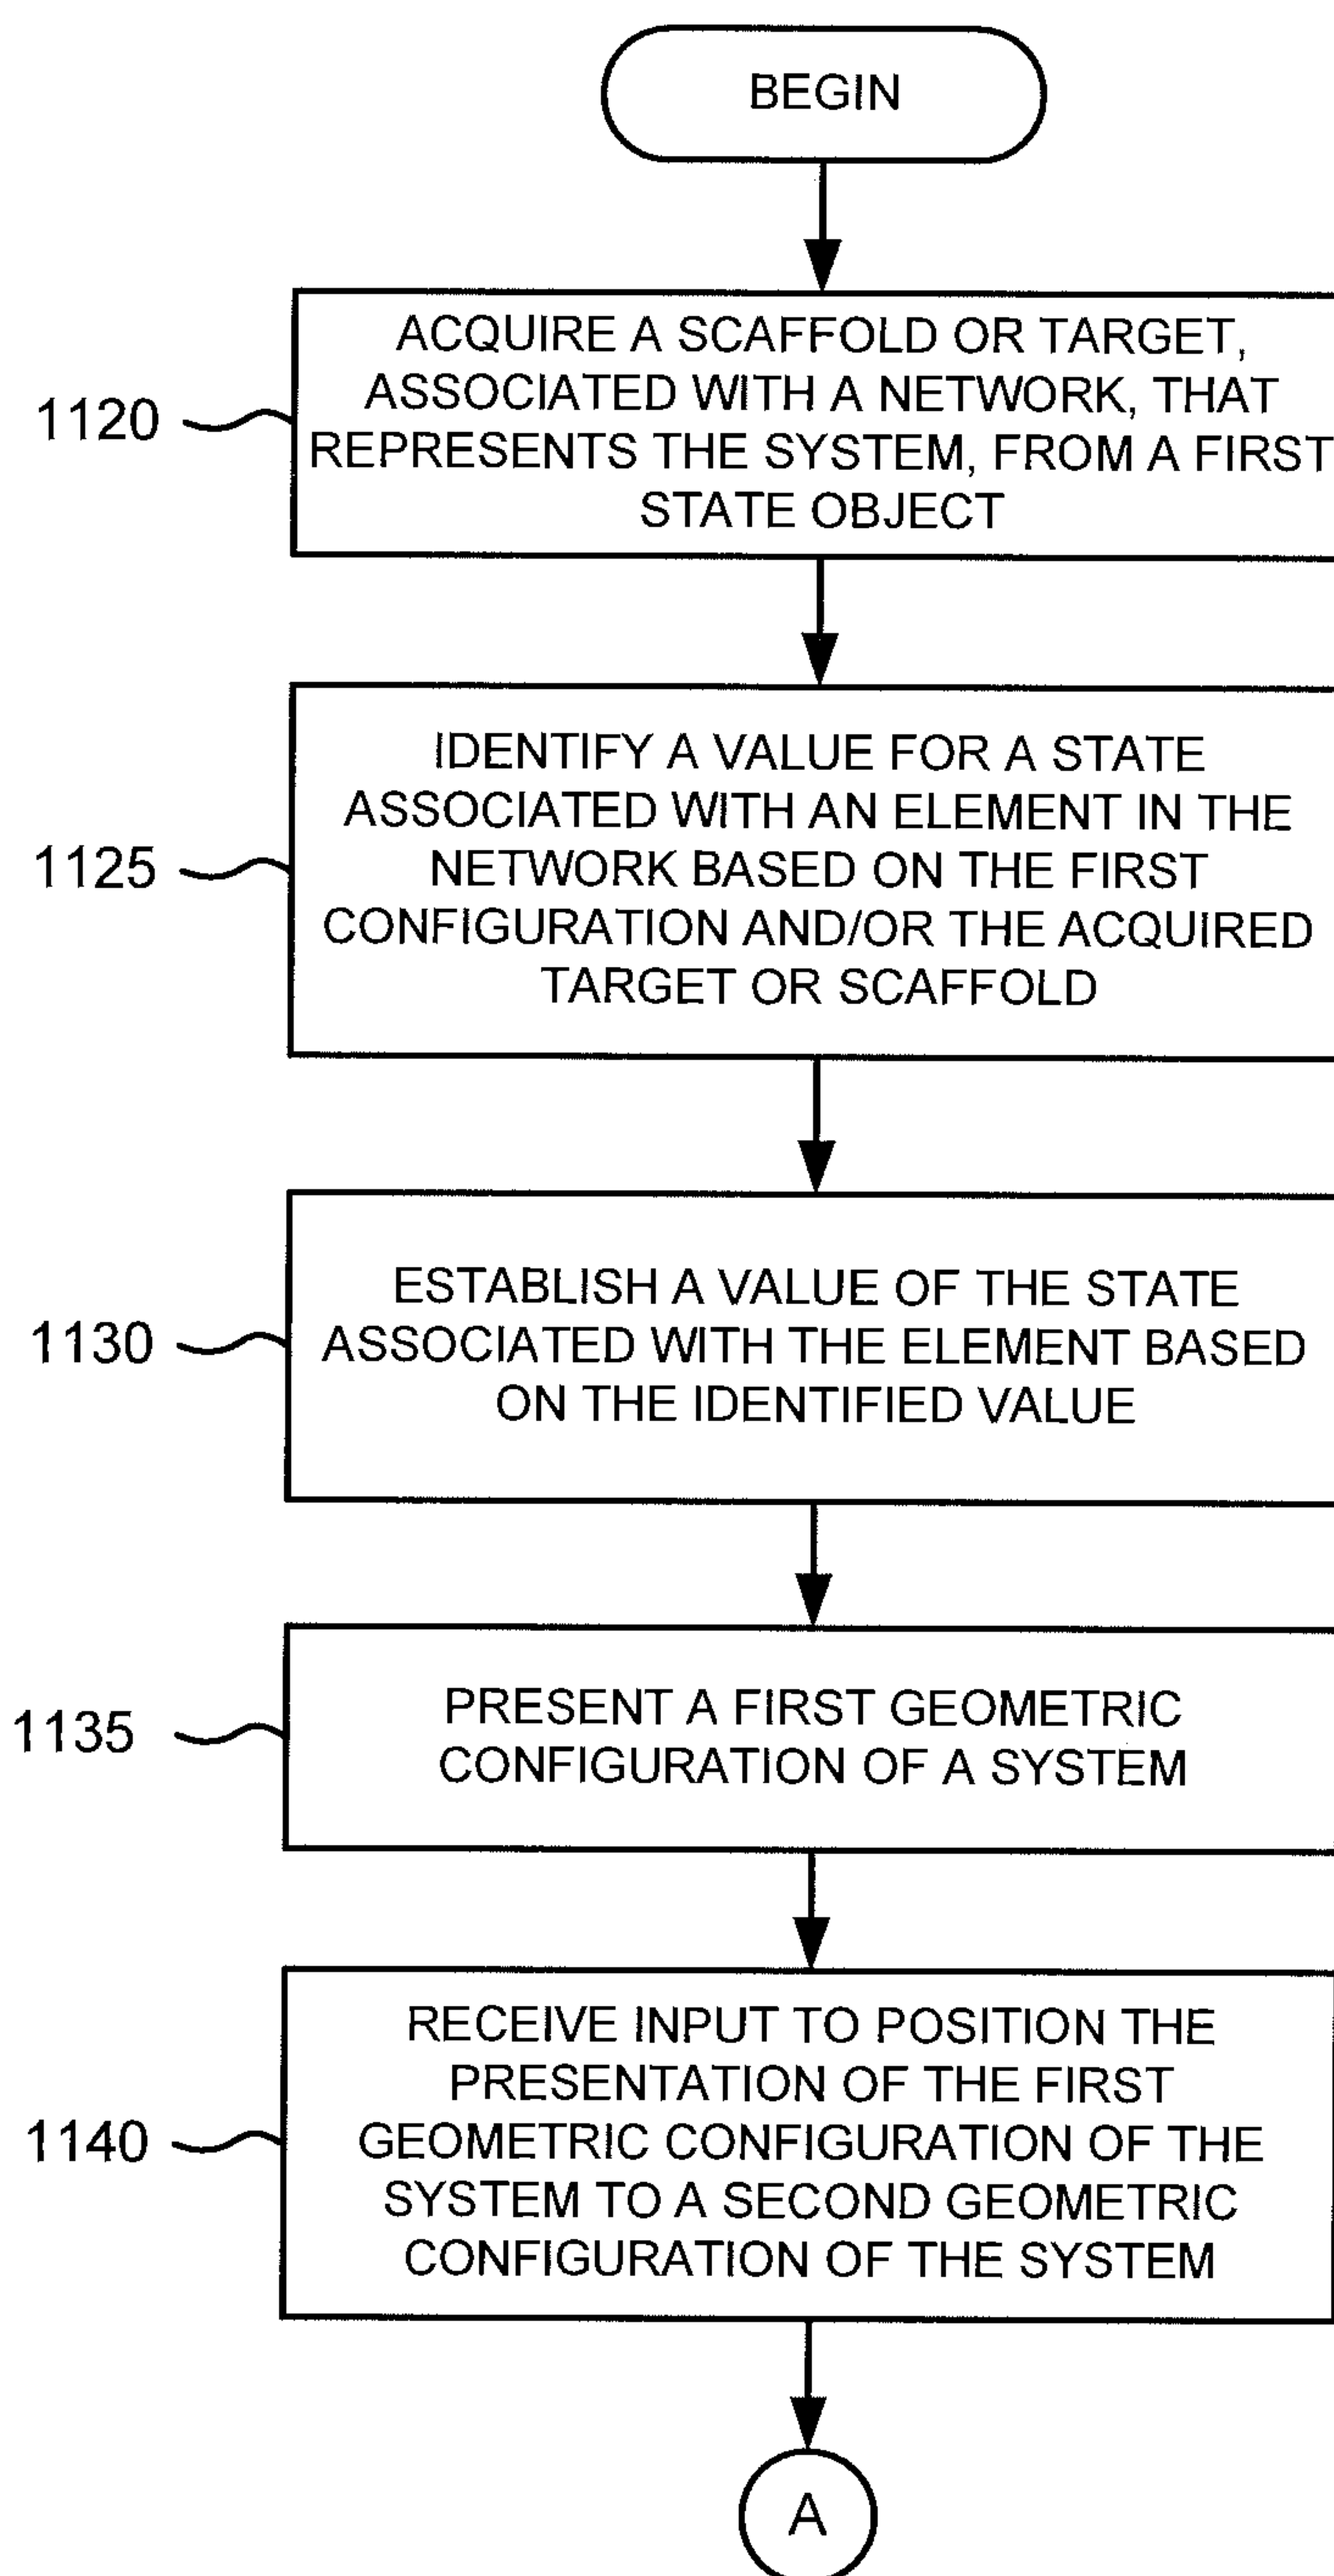 BEGIN
1120
ACQUIRE A SCAFFOLD OR TARGET,
ASSOCIATED WITH A NETWORK, THAT
REPRESENTS THE SYSTEM, FROM A FIRST
STATE OBJECT
1125
IDENTIFY A VALUE FOR A STATE
ASSOCIATED WITH AN ELEMENT IN THE
NETWORK BASED ON THE FIRST
CONFIGURATION AND/OR THE ACQUIRED
TARGET OR SCAFFOLD
1130
ESTABLISH A VALUE OF THE STATE
ASSOCIATED WITH THE ELEMENT BASED
ON THE IDENTIFIED VALUE
1135
PRESENT A FIRST GEOMETRIC
CONFIGURATION OF A SYSTEM
1140
RECEIVE INPUT TO POSITION THE
PRESENTATION OF THE FIRST
GEOMETRIC CONFIGURATION OF THE
SYSTEM TO A SECOND GEOMETRIC
CONFIGURATION OF THE SYSTEM
A